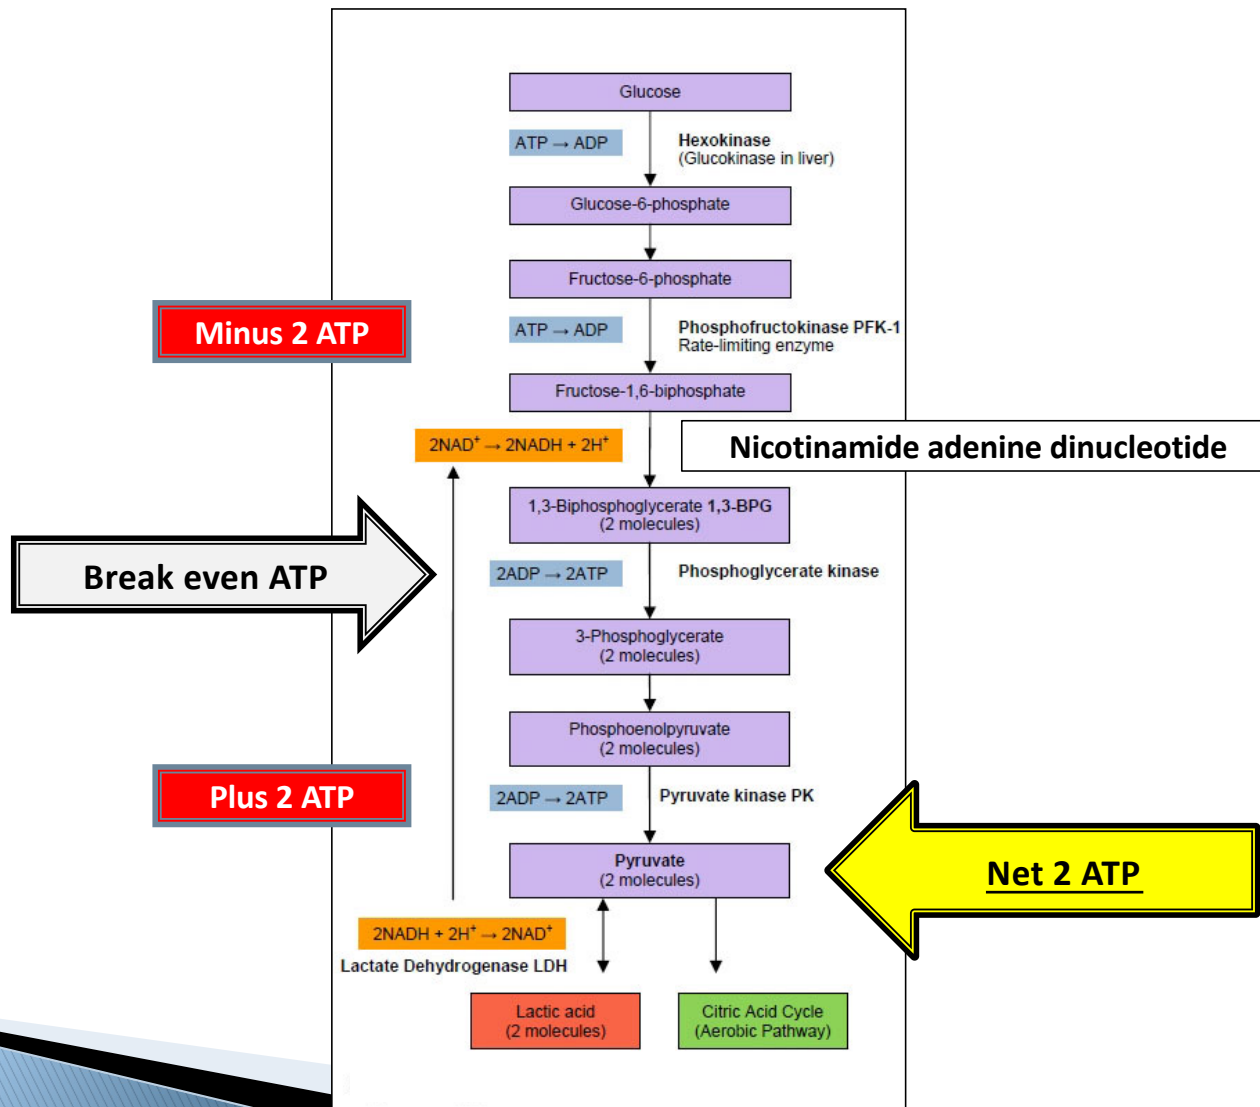 Glucose
ATP → ADP
Hexokinase
(Glucokinase in liver)
Glucose-6-phosphate
Fructose-6-phosphate
Minus 2 ATP
ATP → ADP
Phosphofructokinase PFK-1
Rate-limiting enzyme
Fructose-1,6-biphosphate
2NAD⁺ → 2NADH + 2H⁺
Nicotinamide adenine dinucleotide
1,3-Biphosphoglycerate 1,3-BPG
(2 molecules)
Break even ATP
2ADP → 2ATP
Phosphoglycerate kinase
3-Phosphoglycerate
(2 molecules)
Phosphoenolpyruvate
(2 molecules)
Plus 2 ATP
2ADP → 2ATP
Pyruvate kinase PK
Pyruvate
(2 molecules)
Net 2 ATP
2NADH + 2H⁺ → 2NAD⁺
Lactate Dehydrogenase LDH
Lactic acid
(2 molecules)
Citric Acid Cycle
(Aerobic Pathway)